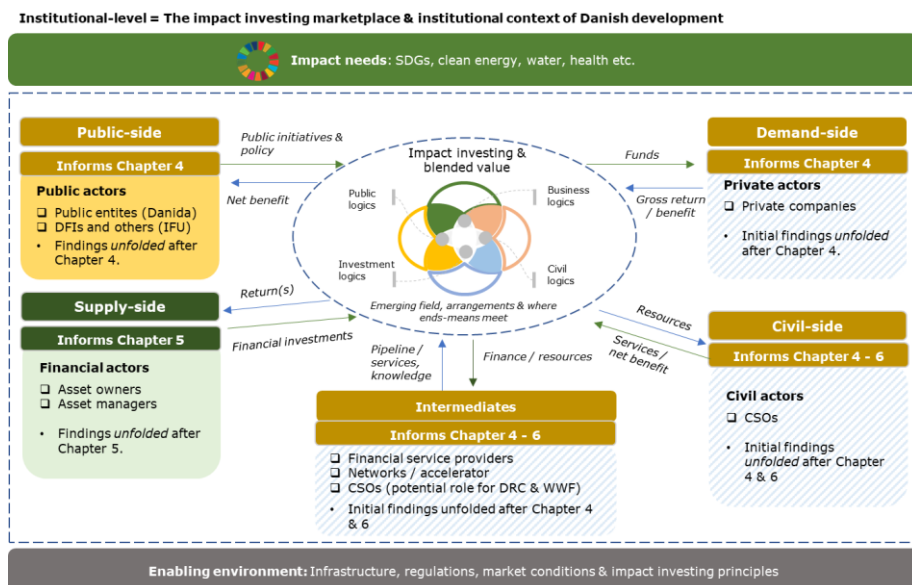 Institutional-level = The impact investing marketplace & institutional context of Danish development
Impact needs: SDGs, clean energy, water, health etc.
Public-side
Informs Chapter 4
Public actors
❑ Public entites (Danida)
❑ DFIs and others (IFU)
• Findings unfolded after
Chapter 4.
Public initiatives &
policy
Net benefit
Impact investing &
blended value
Public
logics
Business
logics
Investment
logics
Civil
logics
Emerging field, arrangements & where
ends-means meet
Funds
Gross return
/ benefit
Demand-side
Informs Chapter 4
Private actors
❑ Private companies
• Initial findings unfolded
after Chapter 4.
Supply-side
Informs Chapter 5
Financial actors
❑ Asset owners
❑ Asset managers
• Findings unfolded after
Chapter 5.
Return(s)
Financial investments
Pipeline /
services,
knowledge
Finance / resources
Resources
Services /
net benefit
Intermediates
Informs Chapter 4 - 6
❑ Financial service providers
❑ Networks / accelerator
❑ CSOs (potential role for DRC & WWF)
• Initial findings unfolded after Chapter 4
& 6
Civil-side
Informs Chapter 4 - 6
Civil actors
❑ CSOs
• Initial findings
unfolded after Chapter
4 & 6
Enabling environment: Infrastructure, regulations, market conditions & impact investing principles